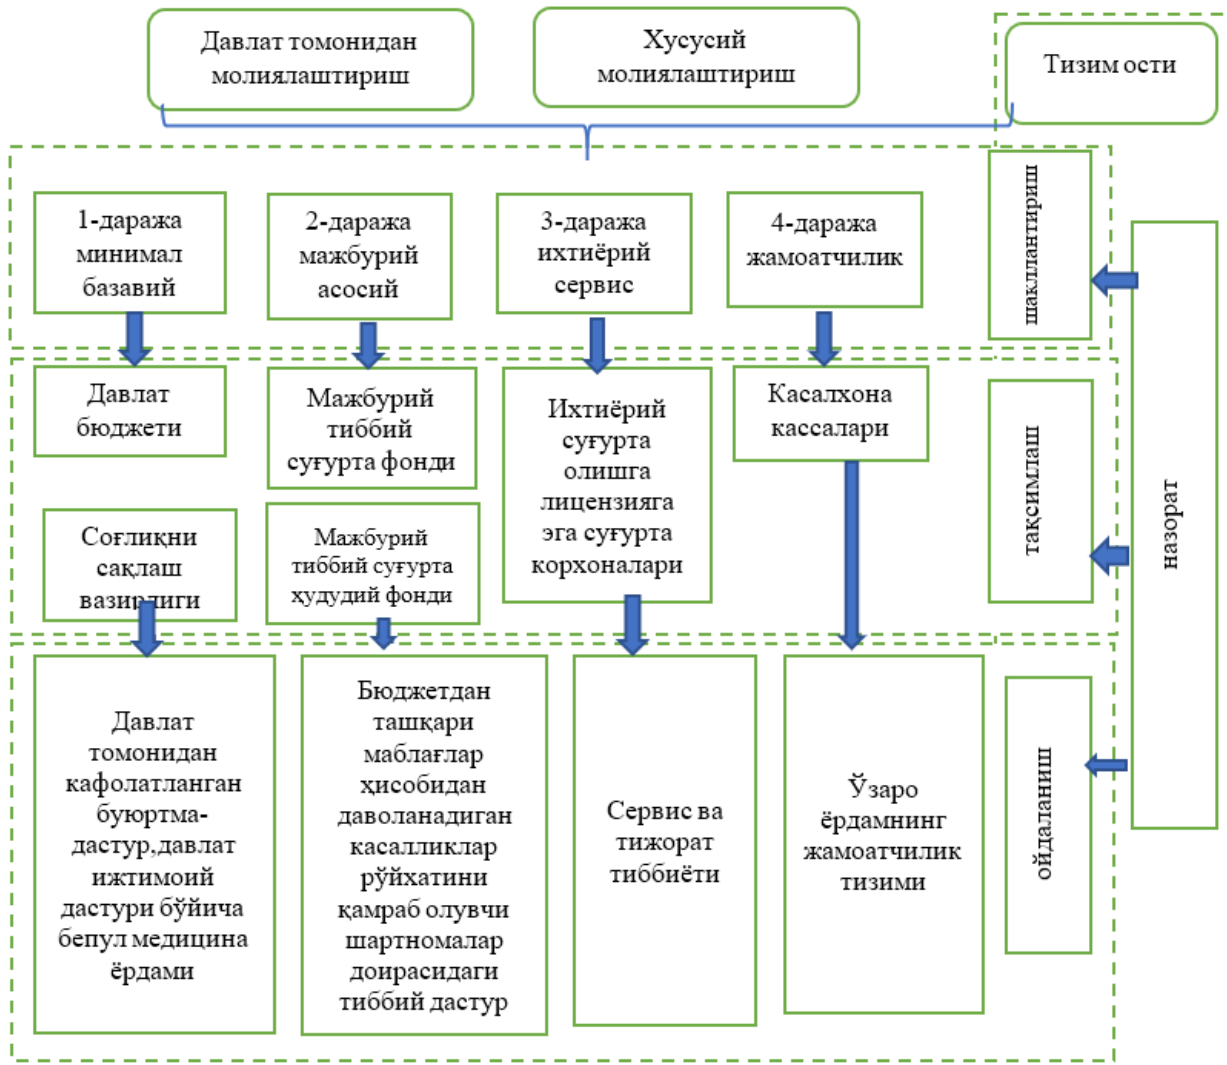 Давлат томонидан
молиялаштириш
Хусусий
молиялаштириш
Тизим ости
1-даража
минимал
базавий
2-даража
мажбурий
асосий
3-даража
ихтиёрий
сервис
4-даража
жамоатчилик
шакллантириш
Давлат
бюджети
Мажбурий
тиббий
суғурта фонди
Ихтиёрий
суғурта
олишга
лицензияга
эга суғурта
корхоналари
Касалхона
кассалари
тақсимлаш
назорат
Соғлиқни
сақлаш
вазирлиги
Мажбурий
тиббий суғурта
ҳудудий фонди
Давлат
томонидан
кафолатланган
буюртма-
дастур,давлат
ижтимоий
дастури бўйича
бепул медицина
ёрдами
Бюджетдан
ташқари
маблағлар
ҳисобидан
даволанадиган
касалликлар
рўйхатини
қамраб олувчи
шартномалар
доирасидаги
тиббий дастур
Сервис ва
тижорат
тиббиёти
Ўзаро
ёрдамнинг
жамоатчилик
тизими
ойдаланиш